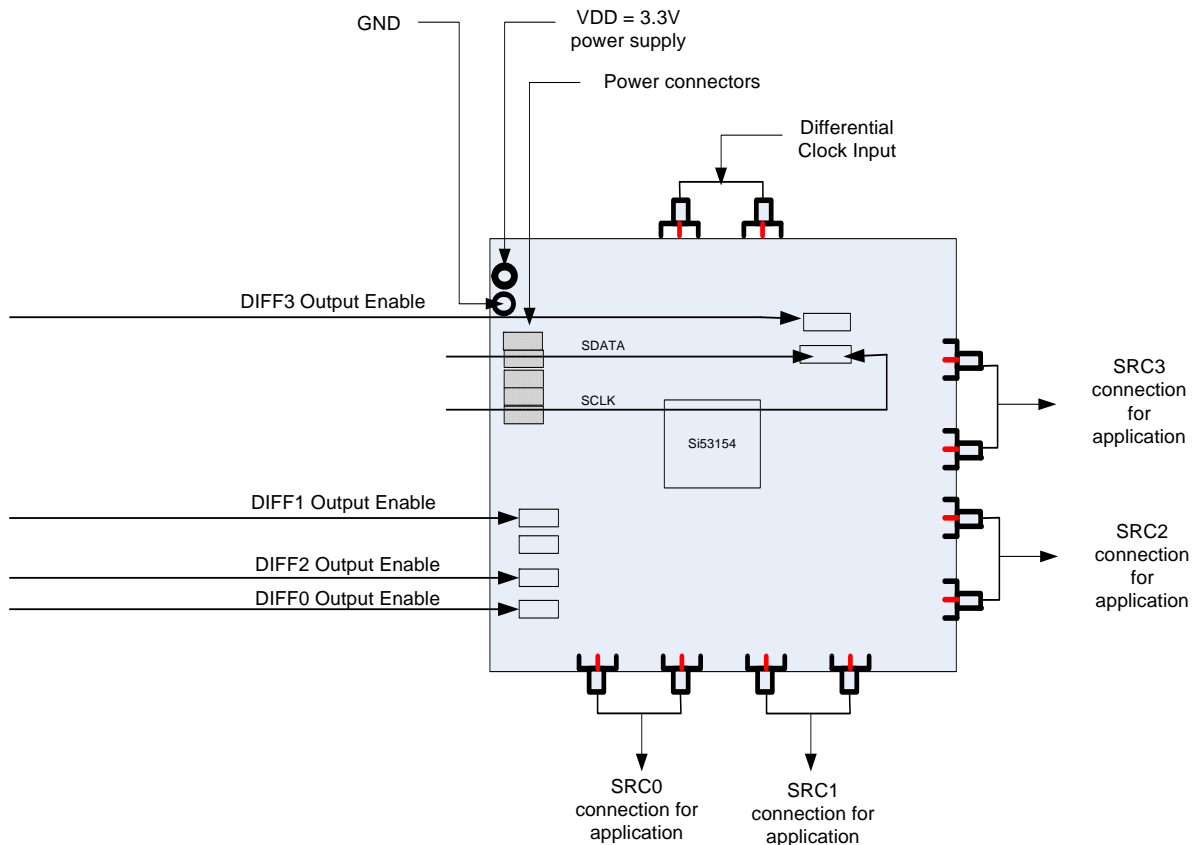 GND
VDD = 3.3V
power supply
Power connectors
Differential
Clock Input
DIFF3 Output Enable
SDATA
SCLK
Si53154
SRC3
connection
for
application
DIFF1 Output Enable
SRC2
connection
for
application
DIFF2 Output Enable
DIFF0 Output Enable
SRC0
connection for
application
SRC1
connection for
application